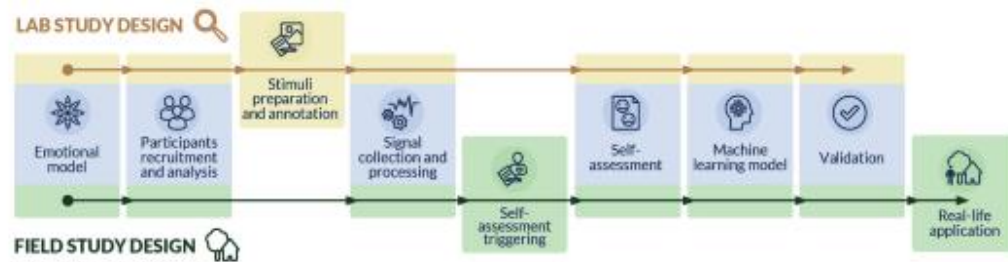 LAB STUDY DESIGN
Stimuli
preparation
and annotation
Emotional
model
Participants
recruitment
and analysis
Signal
collection and
processing
Self-
assessment
triggering
Self-
assessment
Machine
learning model
Validation
Real-life
application
FIELD STUDY DESIGN